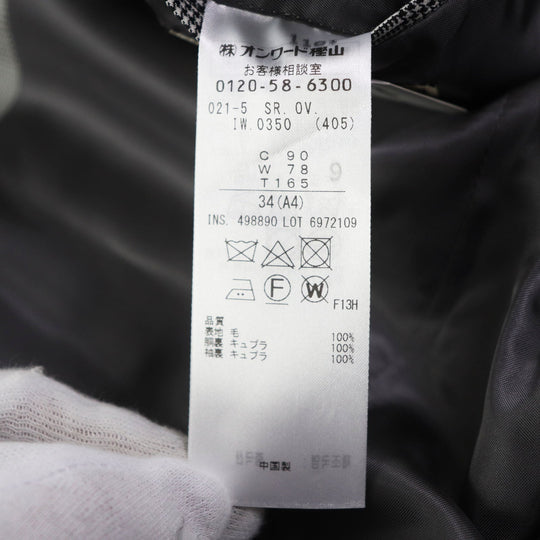 (株)オンワード樫山
お客様相談室
0120-58-6300
021-5 SR. OV.
IW. 0350 (405)
C 90
W 78
T 165
34 (A4)
INS. 498890 LOT 6972109
F W
F13H
品質
表地 毛 100%
胴裏 キュプラ 100%
袖裏 キュプラ 100%
中国製